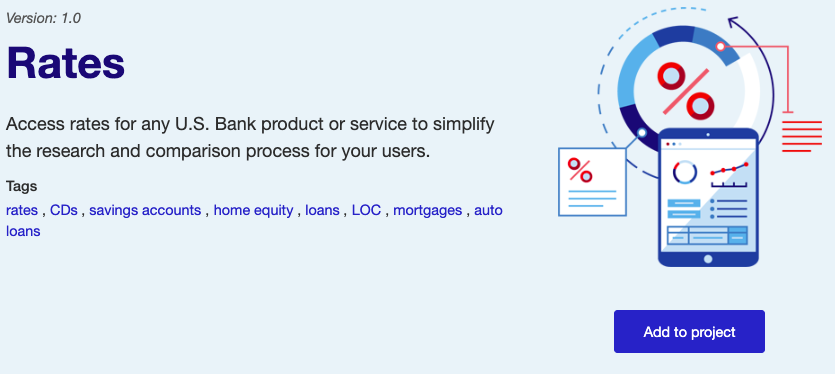 Version: 1.0
Rates
Access rates for any U.S. Bank product or service to simplify
the research and comparison process for your users.
Tags
rates , CDs , savings accounts , home equity , loans , LOC , mortgages , auto
loans
%
%
Add to project